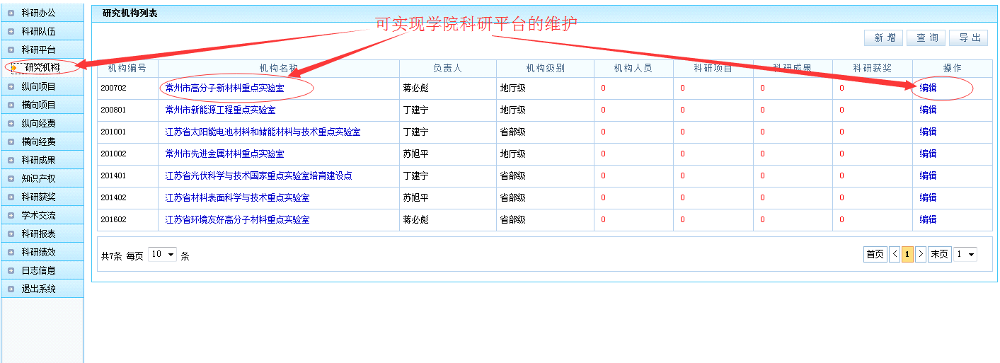 科研办公
科研队伍
科研平台
研究机构
纵向项目
横向项目
纵向经费
横向经费
科研成果
知识产权
科研获奖
学术交流
科研报表
科研绩效
日志信息
退出系统
研究机构列表
可实现学院科研平台的维护
新增 查询 导出
机构编号 机构名称 负责人 机构级别 机构人员 科研项目 科研成果 科研获奖 操作
200702 常州市高分子新材料重点实验室 蒋必彪 地厅级 0 0 0 0 编辑
200801 常州市新能源工程重点实验室 丁建宁 地厅级 0 0 0 0 编辑
201001 江苏省太阳能电池材料和储能材料与技术重点实验室 丁建宁 省部级 0 0 0 0 编辑
201002 常州市先进金属材料重点实验室 苏旭平 地厅级 0 0 0 0 编辑
201401 江苏省光伏科学与技术国家重点实验室培育建设点 丁建宁 省部级 0 0 0 0 编辑
201402 江苏省材料表面科学与技术重点实验室 苏旭平 省部级 0 0 0 0 编辑
201602 江苏省环境友好高分子材料重点实验室 蒋必彪 省部级 0 0 0 0 编辑
共7条 每页 10 条 首页 < 1 > 末页 1